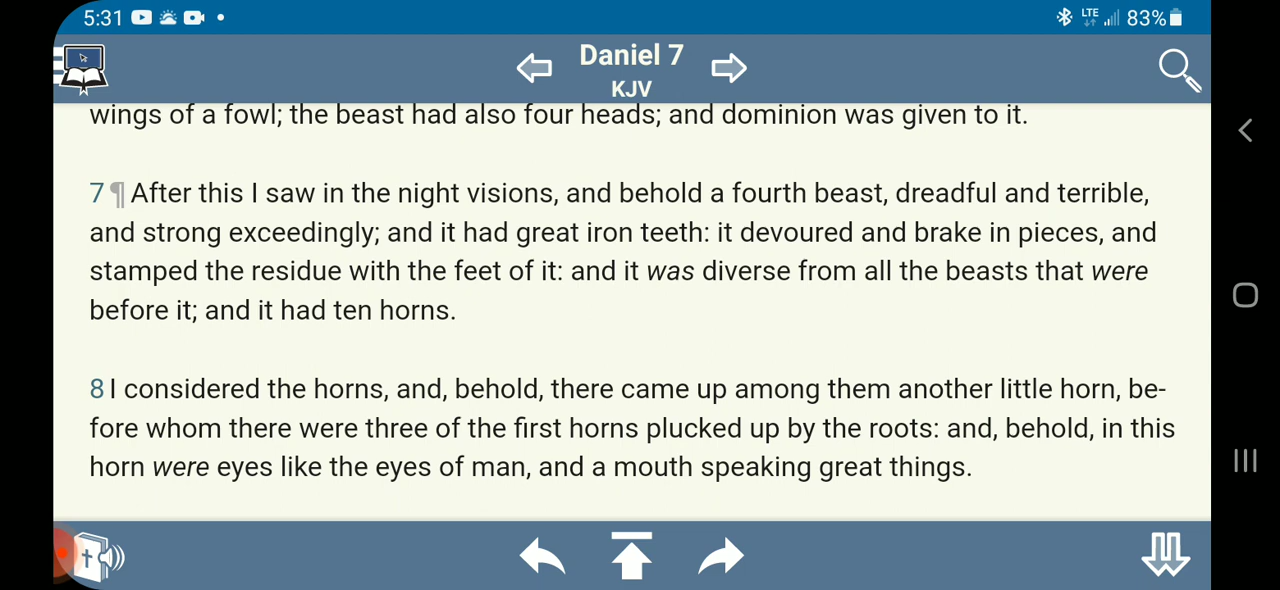 5:31
LTE
83%
Daniel 7
KJV
wings of a fowl; the beast had also four heads; and dominion was given to it.
7 ¶ After this I saw in the night visions, and behold a fourth beast, dreadful and terrible,
and strong exceedingly; and it had great iron teeth: it devoured and brake in pieces, and
stamped the residue with the feet of it: and it was diverse from all the beasts that were
before it; and it had ten horns.
8 I considered the horns, and, behold, there came up among them another little horn, be-
fore whom there were three of the first horns plucked up by the roots: and, behold, in this
horn were eyes like the eyes of man, and a mouth speaking great things.